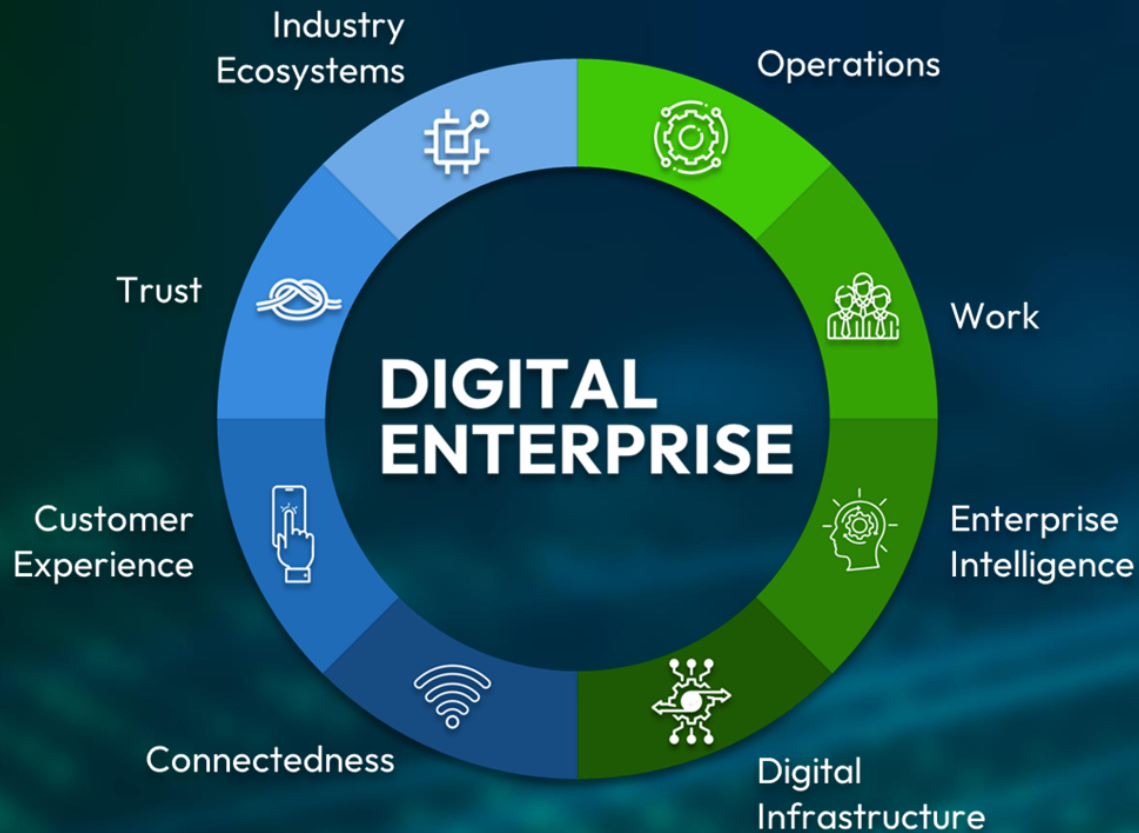 Industry
Ecosystems
Operations
Trust
Work
DIGITAL
ENTERPRISE
Customer
Experience
Enterprise
Intelligence
Connectedness
Digital
Infrastructure